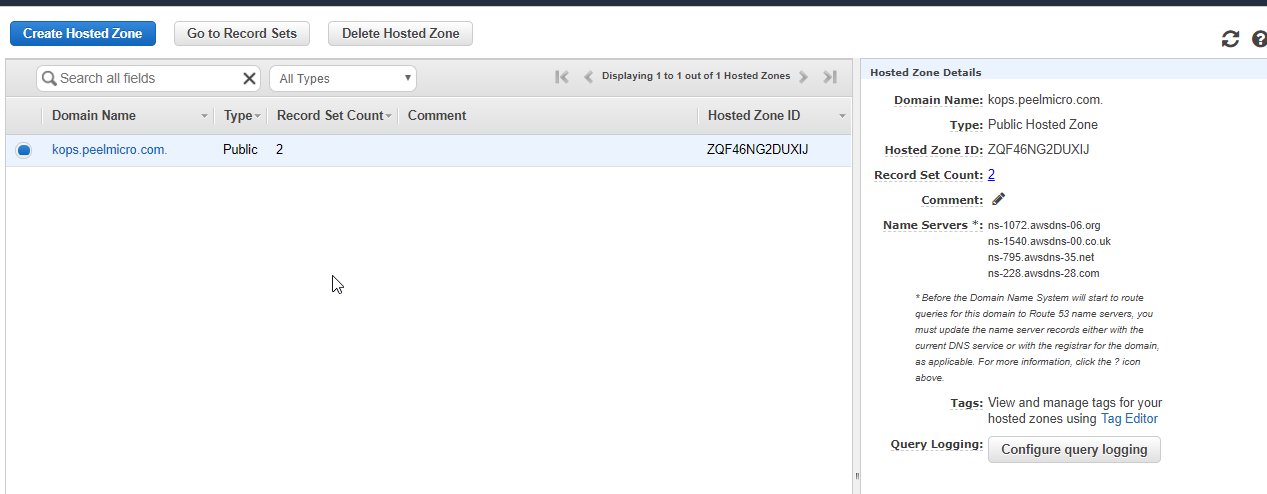 Create Hosted Zone
Go to Record Sets
Delete Hosted Zone
Search all fields
All Types
Displaying 1 to 1 out of 1 Hosted Zones
Domain Name
Type
Record Set Count
Comment
Hosted Zone ID
kops.peelmicro.com.
Public
2
ZQF46NG2DUXIJ
Hosted Zone Details
Domain Name: kops.peelmicro.com.
Type: Public Hosted Zone
Hosted Zone ID: ZQF46NG2DUXIJ
Record Set Count: 2
Comment:
Name Servers *: ns-1072.awsdns-06.org
ns-1540.awsdns-00.co.uk
ns-795.awsdns-35.net
ns-228.awsdns-28.com
* Before the Domain Name System will start to route
queries for this domain to Route 53 name servers, you
must update the name server records either with the
current DNS service or with the registrar for the domain,
as applicable. For more information, click the ? icon
above.
Tags: View and manage tags for your
hosted zones using Tag Editor
Query Logging: Configure query logging